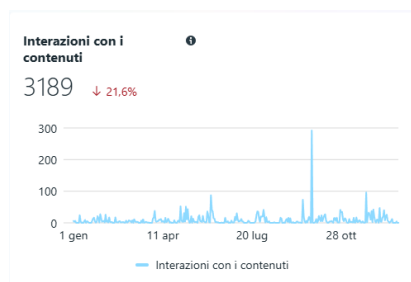 Interazioni con i
contenuti
3189 ↓ 21,6%
300
200
100
0
1 gen 11 apr 20 lug 28 ott
Interazioni con i contenuti